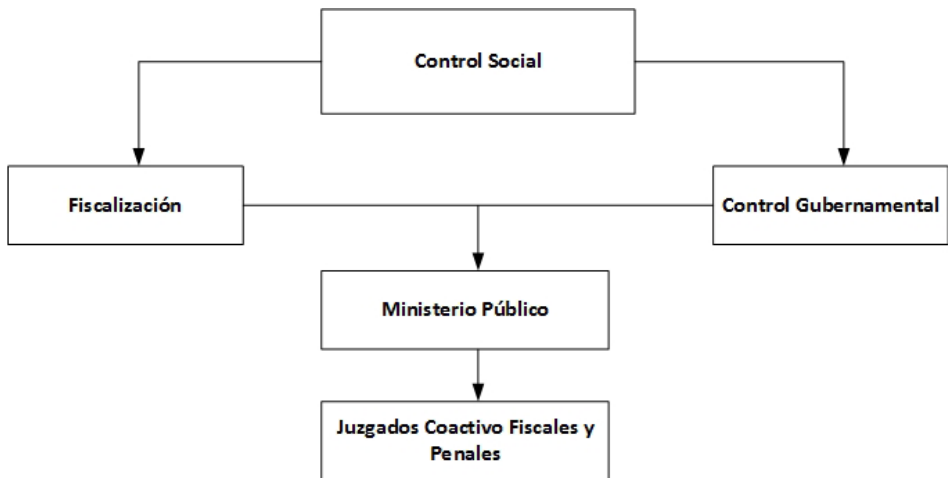 Control Social
Fiscalización
Control Gubernamental
Ministerio Público
Juzgados Coactivo Fiscales y
Penales